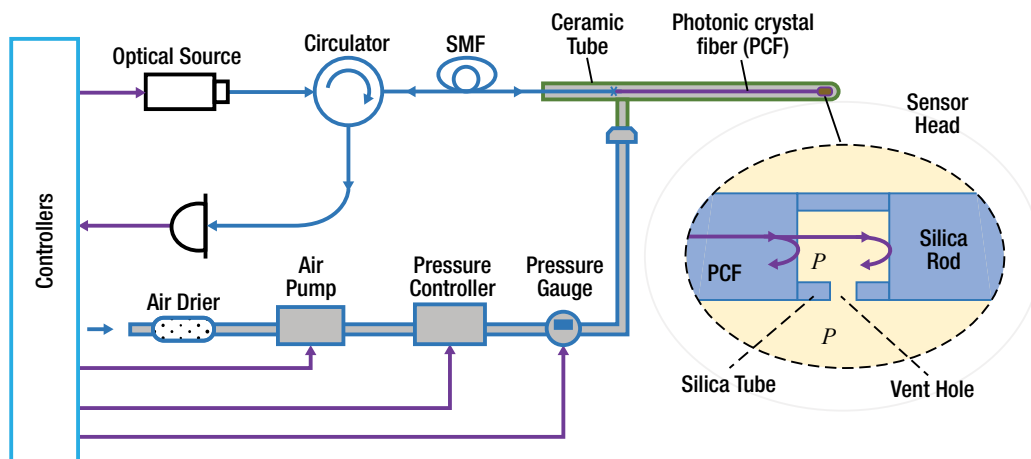 Controllers
Optical Source
Circulator
SMF
Ceramic
Tube
Photonic crystal
fiber (PCF)
Sensor
Head
PCF
P
Silica
Rod
P
Silica Tube
Vent Hole
Air Drier
Air
Pump
Pressure
Controller
Pressure
Gauge